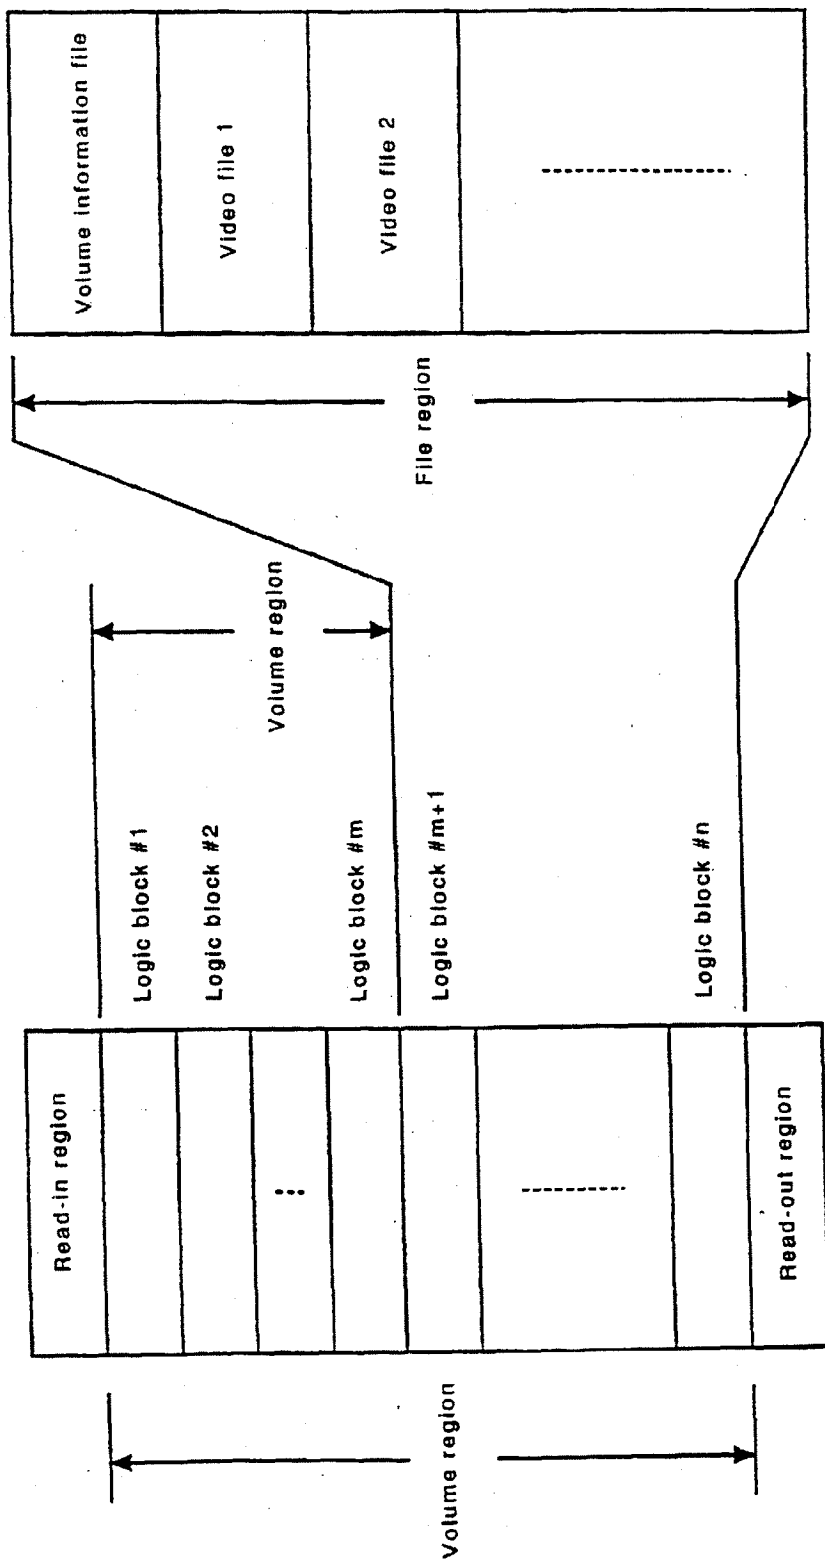 Volume region
Read-in region
Read-out region
Logic block #1
Logic block #2
Logic block #m
Logic block #m+1
Logic block #n
Volume region
File region
Volume information file
Video file 1
Video file 2